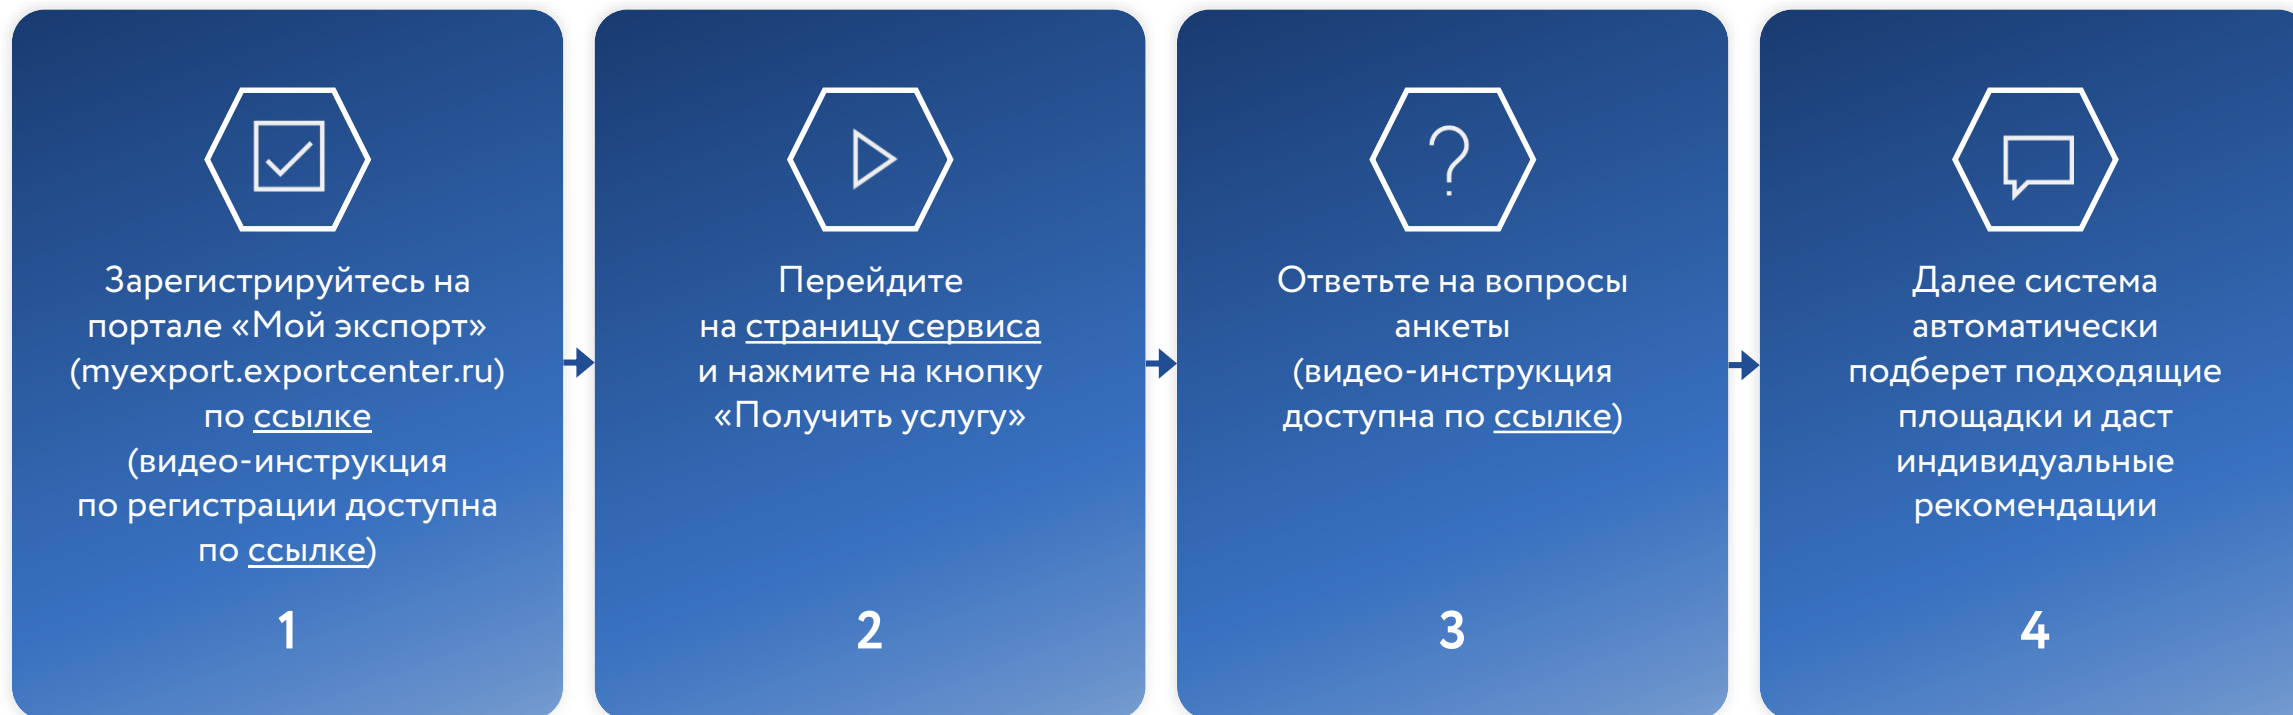 Зарегистрируйтесь на
портале «Мой экспорт»
(myexport.exportcenter.ru)
по ссылке
(видео-инструкция
по регистрации доступна
по ссылке)
1
Перейдите
на страницу сервиса
и нажмите на кнопку
«Получить услугу»
2
Ответьте на вопросы
анкеты
(видео-инструкция
доступна по ссылке)
3
Далее система
автоматически
подберет подходящие
площадки и даст
индивидуальные
рекомендации
4